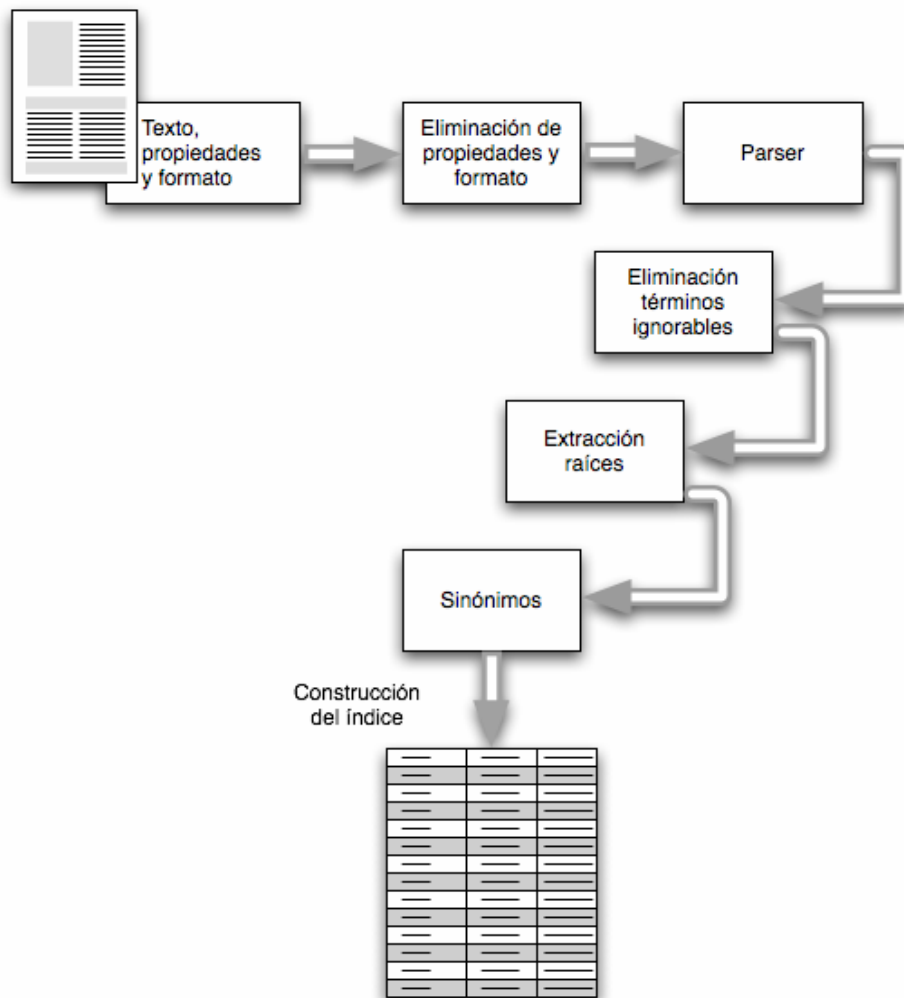 Texto,
propiedades
y formato
Eliminación de
propiedades y
formato
Parser
Eliminación
términos
ignorables
Extracción
raíces
Sinónimos
Construcción
del índice